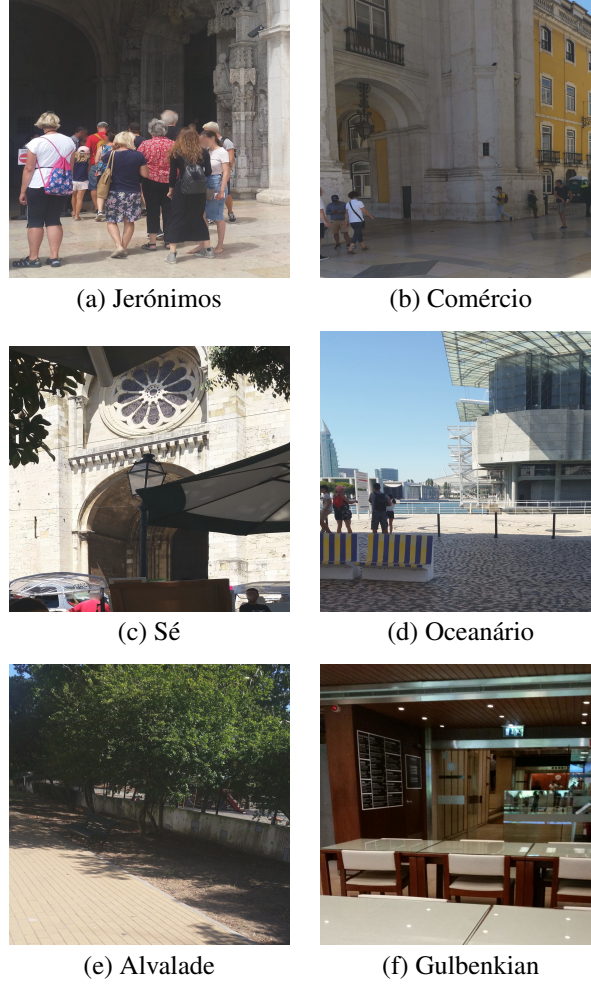 (a) Jerónimos
(b) Comércio
(c) Sé
(d) Oceanário
(e) Alvalade
(f) Gulbenkian